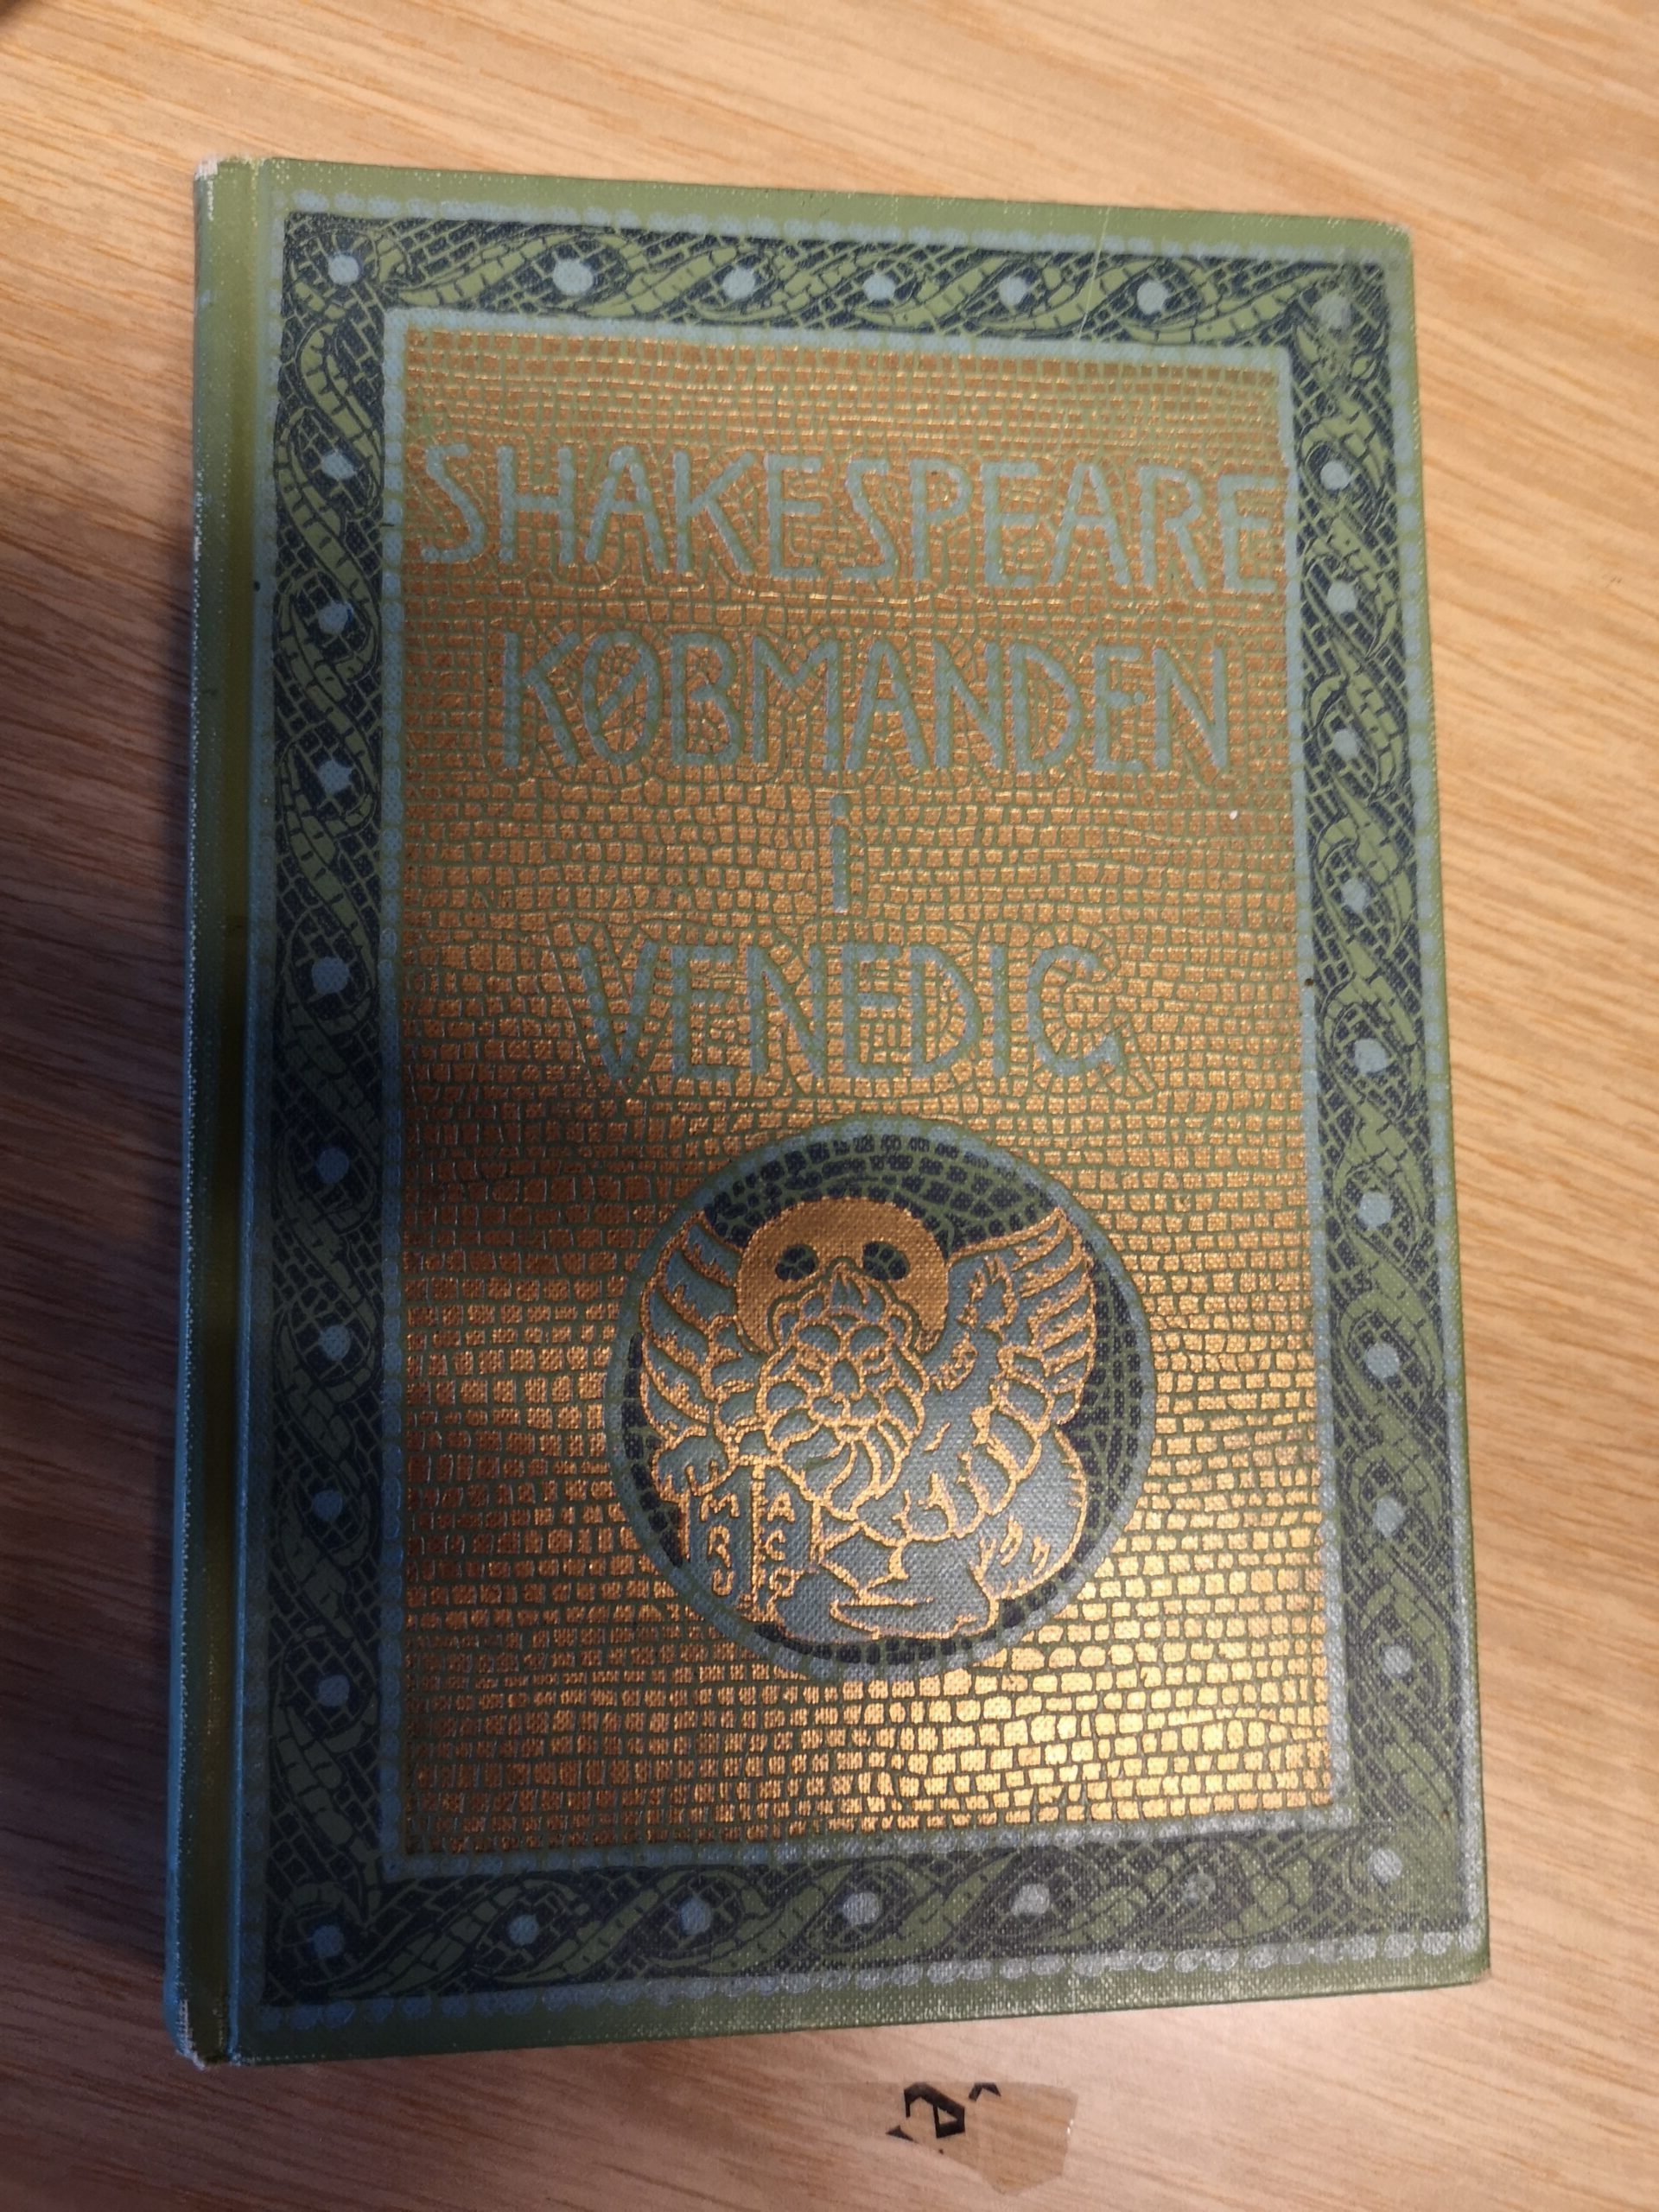 SHAKESPEARE
KØBMANDEN
i
VENEDIG
M A
R C
U O